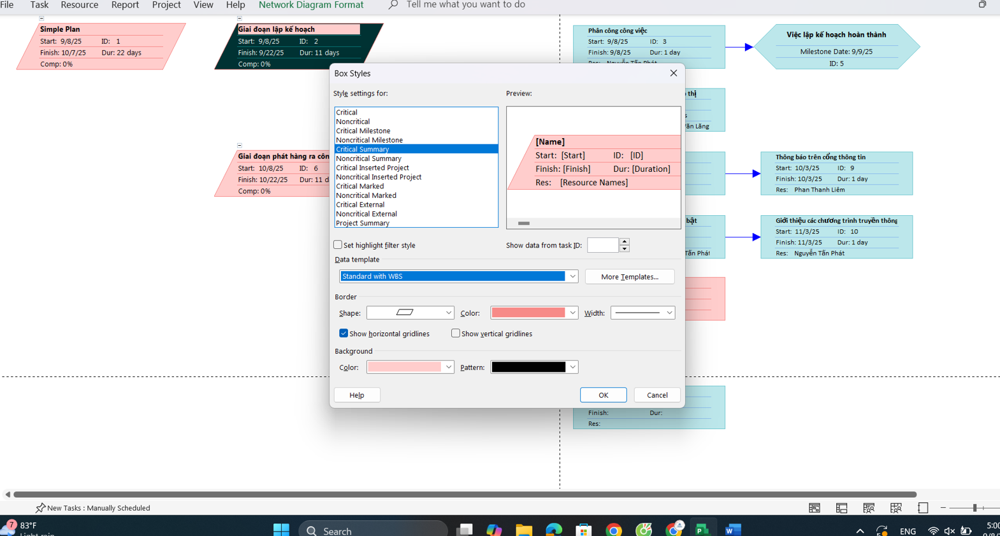 File Task Resource Report Project View Help Network Diagram Format Tell me what you want to do
Simple Plan
Start: 9/8/25 ID: 1
Finish: 10/7/25 Dur: 22 days
Comp: 0%
Giai đoạn lập kế hoạch
Start: 9/8/25 ID: 2
Finish: 9/22/25 Dur: 11 days
Comp: 0%
Phân công công việc
Start: 9/8/25 ID: 3
Finish: 9/8/25 Dur: 1 day
Res: Nguyễn Tấn Phát
Việc lập kế hoạch hoàn thành
Milestone Date: 9/9/25
ID: 5
thị
s
Văn Lăng
Giai đoạn phát hàng ra côn
Start: 10/8/25 ID: 6
Finish: 10/22/25 Dur: 11 d
Comp: 0%
Thông báo trên cổng thông tin
Start: 10/3/25 ID: 9
Finish: 10/3/25 Dur: 1 day
Res: Phan Thanh Liêm
bật
Tấn Phát
Giới thiệu các chương trình truyền thông
Start: 11/3/25 ID: 10
Finish: 11/3/25 Dur: 1 day
Res: Nguyễn Tấn Phát
Finish: Dur:
Res:
Box Styles
Style settings for:
Critical
Noncritical
Critical Milestone
Noncritical Milestone
Critical Summary
Noncritical Summary
Critical Inserted Project
Noncritical Inserted Project
Critical Marked
Noncritical Marked
Critical External
Noncritical External
Project Summary
Preview:
[Name]
Start: [Start] ID: [ID]
Finish: [Finish] Dur: [Duration]
Res: [Resource Names]
Set highlight filter style
Show data from task ID:
Data template
Standard with WBS
More Templates...
Border
Shape: Color: Width:
Show horizontal gridlines Show vertical gridlines
Background
Color: Pattern:
Help OK Cancel
New Tasks : Manually Scheduled
7 83°F
Light rain
Search
ENG
5:00
9/8/